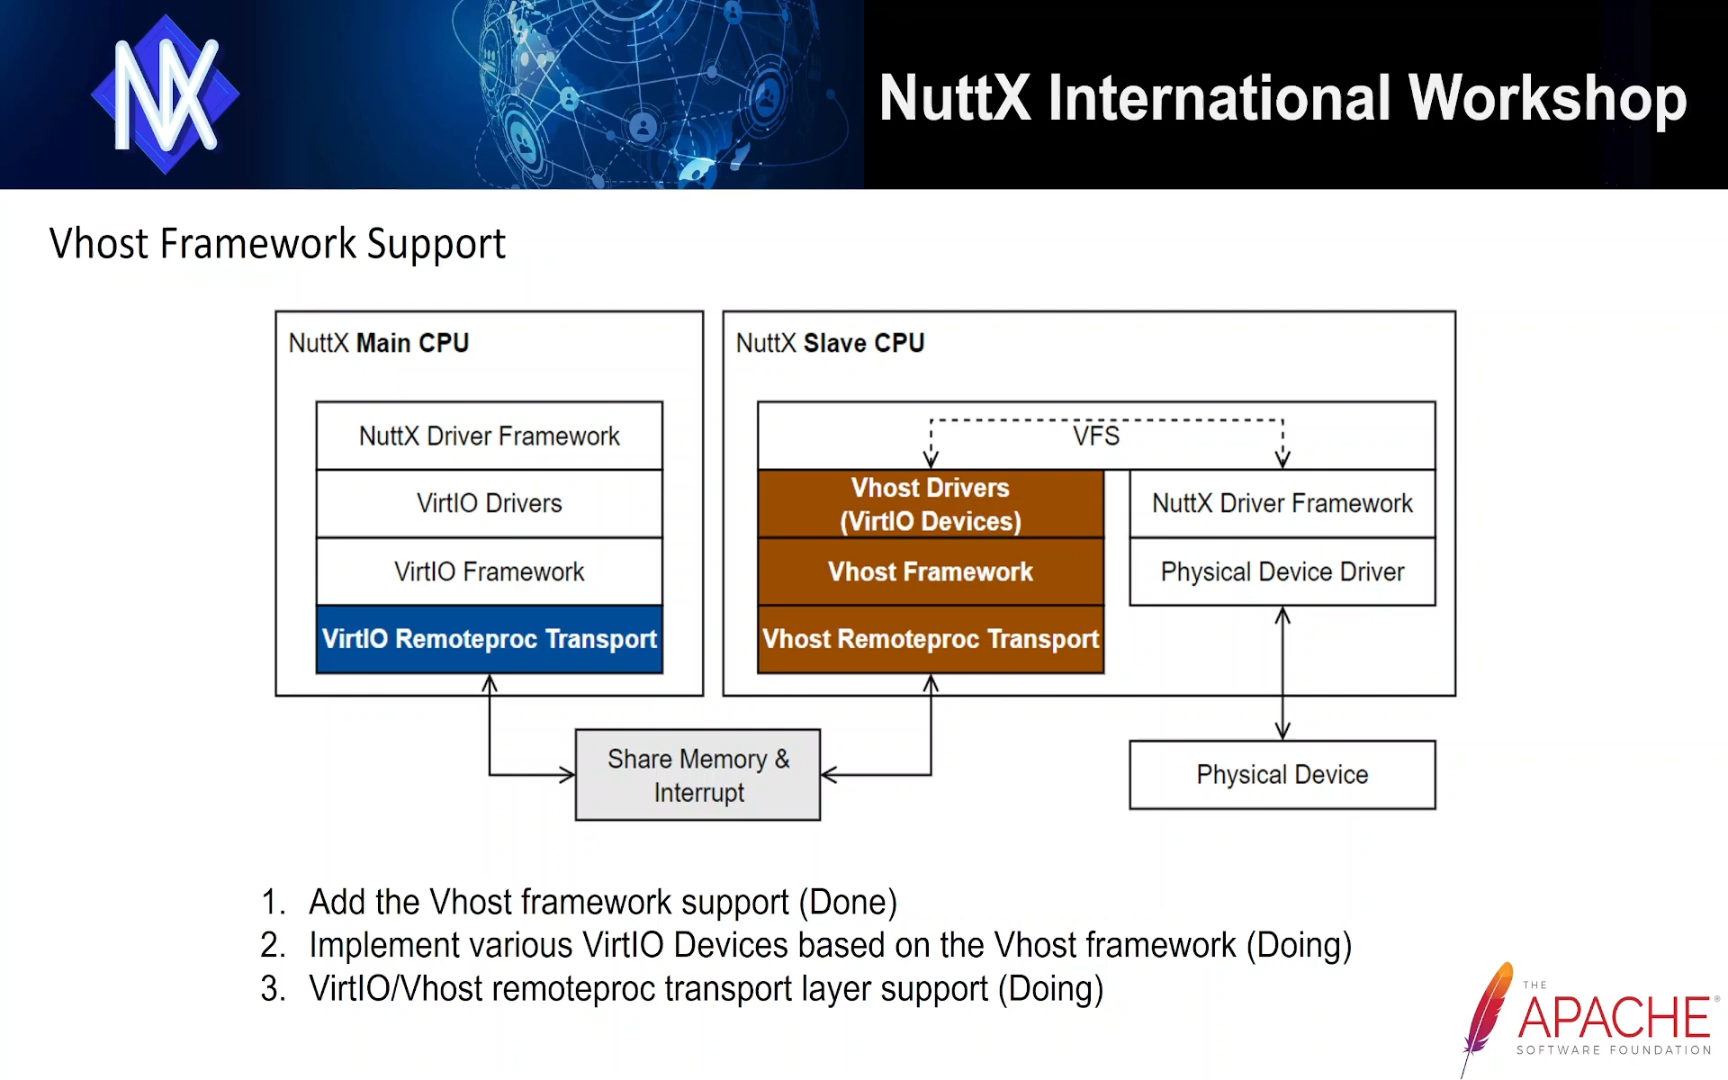 NX
NuttX International Workshop
Vhost Framework Support
NuttX Main CPU
NuttX Driver Framework
VirtIO Drivers
VirtIO Framework
VirtIO Remoteproc Transport
NuttX Slave CPU
VFS
Vhost Drivers
(VirtIO Devices)
Vhost Framework
Vhost Remoteproc Transport
NuttX Driver Framework
Physical Device Driver
Share Memory &
Interrupt
Physical Device
1. Add the Vhost framework support (Done)
2. Implement various VirtIO Devices based on the Vhost framework (Doing)
3. VirtIO/Vhost remoteproc transport layer support (Doing)
THE
APACHE®
SOFTWARE FOUNDATION